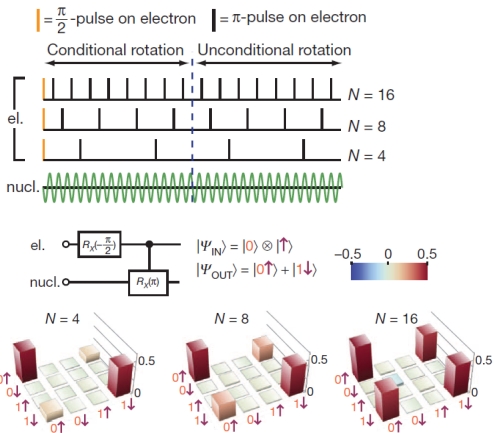 = π/2 -pulse on electron = π-pulse on electron
Conditional rotation Unconditional rotation
N = 16
el.
N = 8
N = 4
nucl.
el. Rx(-π/2) |ΨIN⟩ = |0⟩ ⊗ |↑⟩ −0.5 0 0.5
nucl. Rx(π) |ΨOUT⟩ = |0↑⟩ + |1↓⟩
N = 4 N = 8 N = 16
0.5 0.5 0.5
0↑ 0↑ 0↑
0↓ 0 0↓ 0 0↓ 0
1↑ 1↓ 1↑ 1↓ 1↑ 1↓
1↓ 1↑ 1↓ 1↑ 1↓ 1↑
0↑ 0↓ 0↑ 0↓ 0↑ 0↓